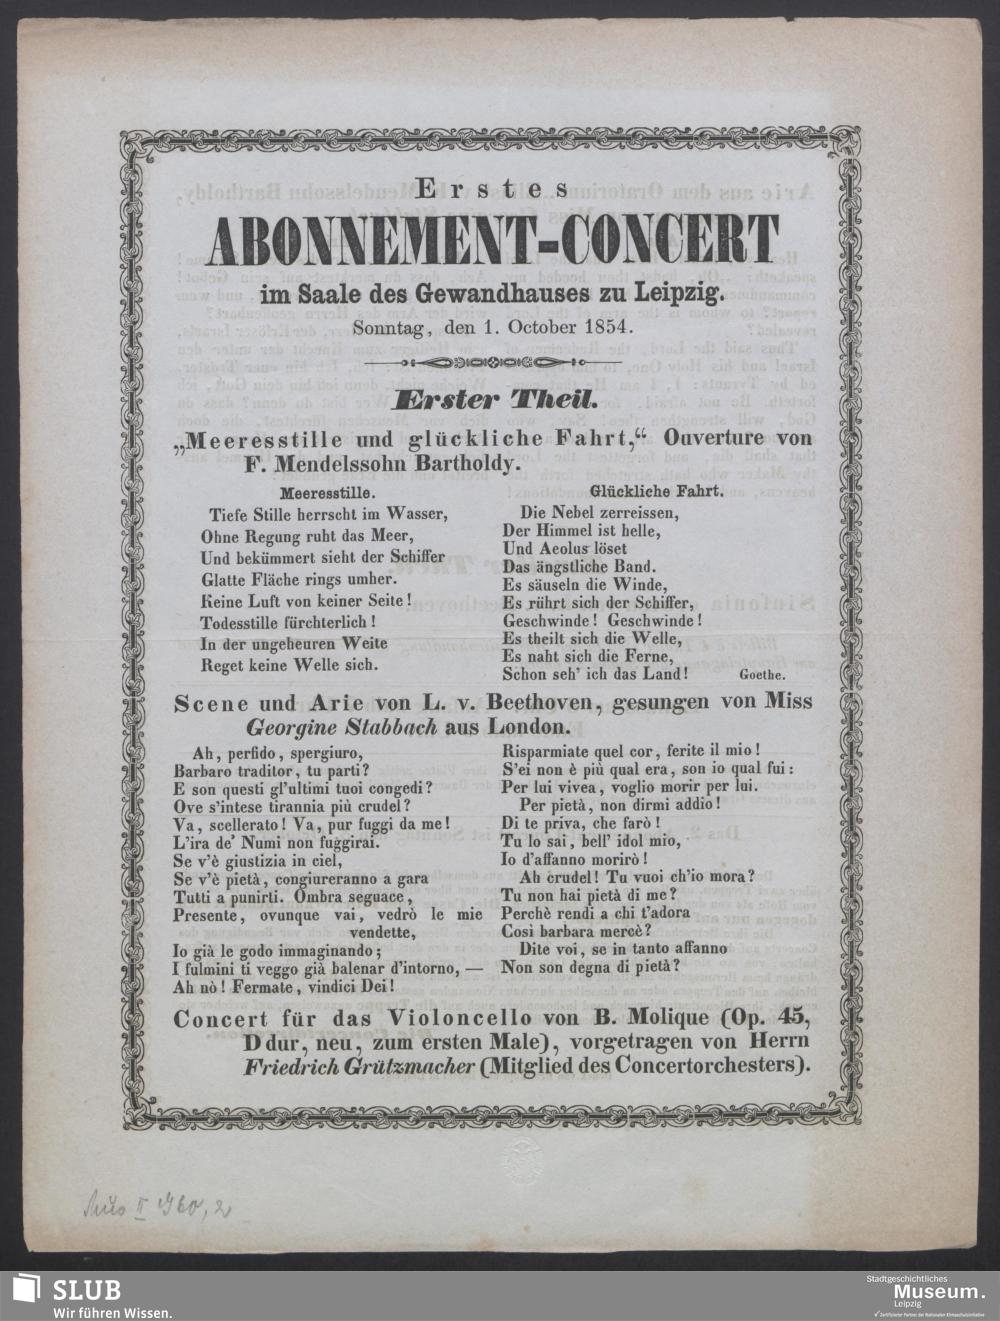 Erstes
ABONNEMENT-CONCERT
im Saale des Gewandhauses zu Leipzig.
Sonntag, den 1. October 1854.
Erster Theil.
„Meeresstille und glückliche Fahrt,“ Ouverture von
F. Mendelssohn Bartholdy.
Meeresstille.
Tiefe Stille herrscht im Wasser,
Ohne Regung ruht das Meer,
Und bekümmert sieht der Schiffer
Glatte Fläche rings umher.
Keine Luft von keiner Seite!
Todesstille fürchterlich!
In der ungeheuren Weite
Reget keine Welle sich.
Glückliche Fahrt.
Die Nebel zerreissen,
Der Himmel ist helle,
Und Aeolus löset
Das ängstliche Band.
Es säuseln die Winde,
Es rührt sich der Schiffer,
Geschwinde! Geschwinde!
Es theilt sich die Welle,
Es naht sich die Ferne,
Schon seh' ich das Land! Goethe.
Scene und Arie von L. v. Beethoven, gesungen von Miss
Georgine Stabbach aus London.
Ah, perfido, spergiuro,
Barbaro traditor, tu parti?
E son questi gl'ultimi tuoi congedi?
Ove s'intese tirannia più crudel?
Va, scellerato! Va, pur fuggi da me!
L'ira de' Numi non fuggirai.
Se v'è giustizia in ciel,
Se v'è pietà, congiureranno a gara
Tutti a punirti. Ombra seguace,
Presente, ovunque vai, vedrò le mie
vendette,
Io già le godo immaginando;
I fulmini ti veggo già balenar d'intorno, —
Ah nò! Fermate, vindici Dei!
Risparmiate quel cor, ferite il mio!
S'ei non è più qual era, son io qual fui:
Per lui vivea, voglio morir per lui.
Per pietà, non dirmi addio!
Di te priva, che farò!
Tu lo sai, bell' idol mio,
Io d'affanno morirò!
Ah crudel! Tu vuoi ch'io mora?
Tu non hai pietà di me?
Perchè rendi a chi t'adora
Così barbara mercè?
Dite voi, se in tanto affanno
Non son degna di pietà?
Concert für das Violoncello von B. Molique (Op. 45,
D dur, neu, zum ersten Male), vorgetragen von Herrn
Friedrich Grützmacher (Mitglied des Concertorchesters).
SLUB
Wir führen Wissen.
Stadtgeschichtliches
Museum.
Leipzig